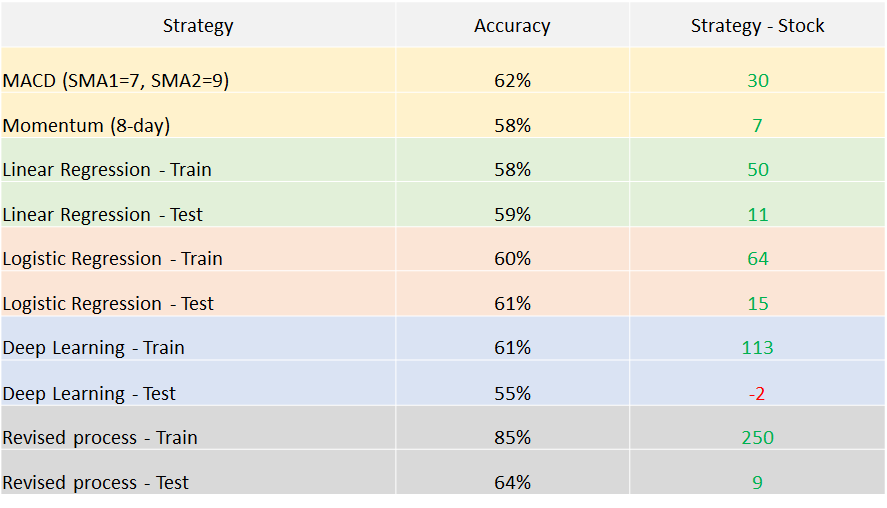 Strategy Accuracy Strategy - Stock
MACD (SMA1=7, SMA2=9) 62% 30
Momentum (8-day) 58% 7
Linear Regression - Train 58% 50
Linear Regression - Test 59% 11
Logistic Regression - Train 60% 64
Logistic Regression - Test 61% 15
Deep Learning - Train 61% 113
Deep Learning - Test 55% -2
Revised process - Train 85% 250
Revised process - Test 64% 9